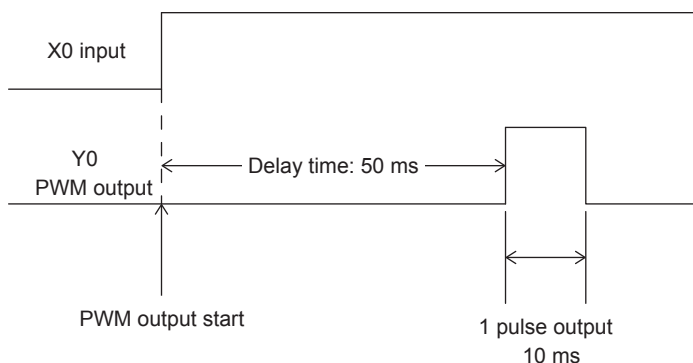 X0 input
Y0
PWM output
Delay time: 50 ms
PWM output start
1 pulse output
10 ms